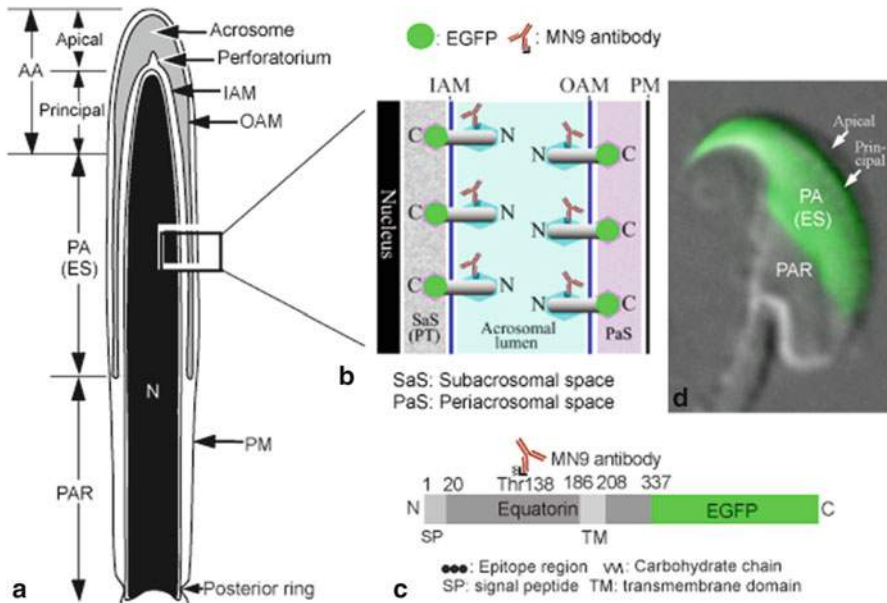 Apical
AA
Principal
PA
(ES)
PAR
Acrosome
Perforatorium
IAM
OAM
N
PM
Posterior ring
a
: EGFP : MN9 antibody
IAM OAM PM
Nucleus
C N
C N
C N
N C
N C
N C
SaS
(PT)
Acrosomal
lumen
PaS
b
SaS: Subacrosomal space
PaS: Periacrosomal space
Apical
Prin-
cipal
PA
(ES)
PAR
d
MN9 antibody
1 20 Thr138 186 208 337
N Equatorin EGFP C
SP TM
c
: Epitope region : Carbohydrate chain
SP: signal peptide TM: transmembrane domain